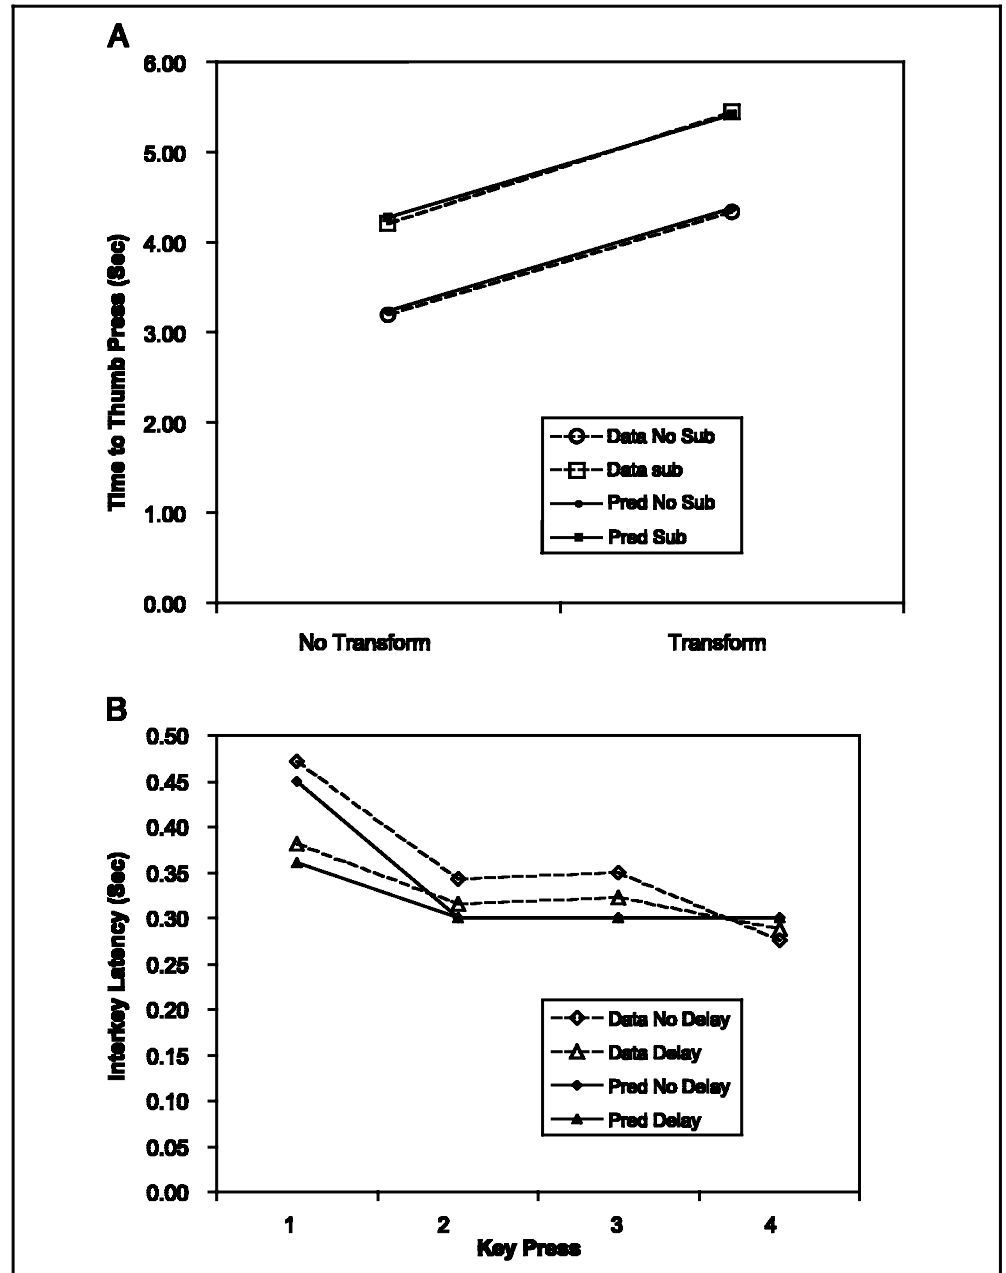 A
6.00
5.00
4.00
3.00
2.00
1.00
0.00
Time to Thumb Press (Sec)
Data No Sub
Data sub
Pred No Sub
Pred Sub
No Transform Transform
B
0.50
0.45
0.40
0.35
0.30
0.25
0.20
0.15
0.10
0.05
0.00
Interkey Latency (Sec)
Data No Delay
Data Delay
Pred No Delay
Pred Delay
1 2 3 4
Key Press